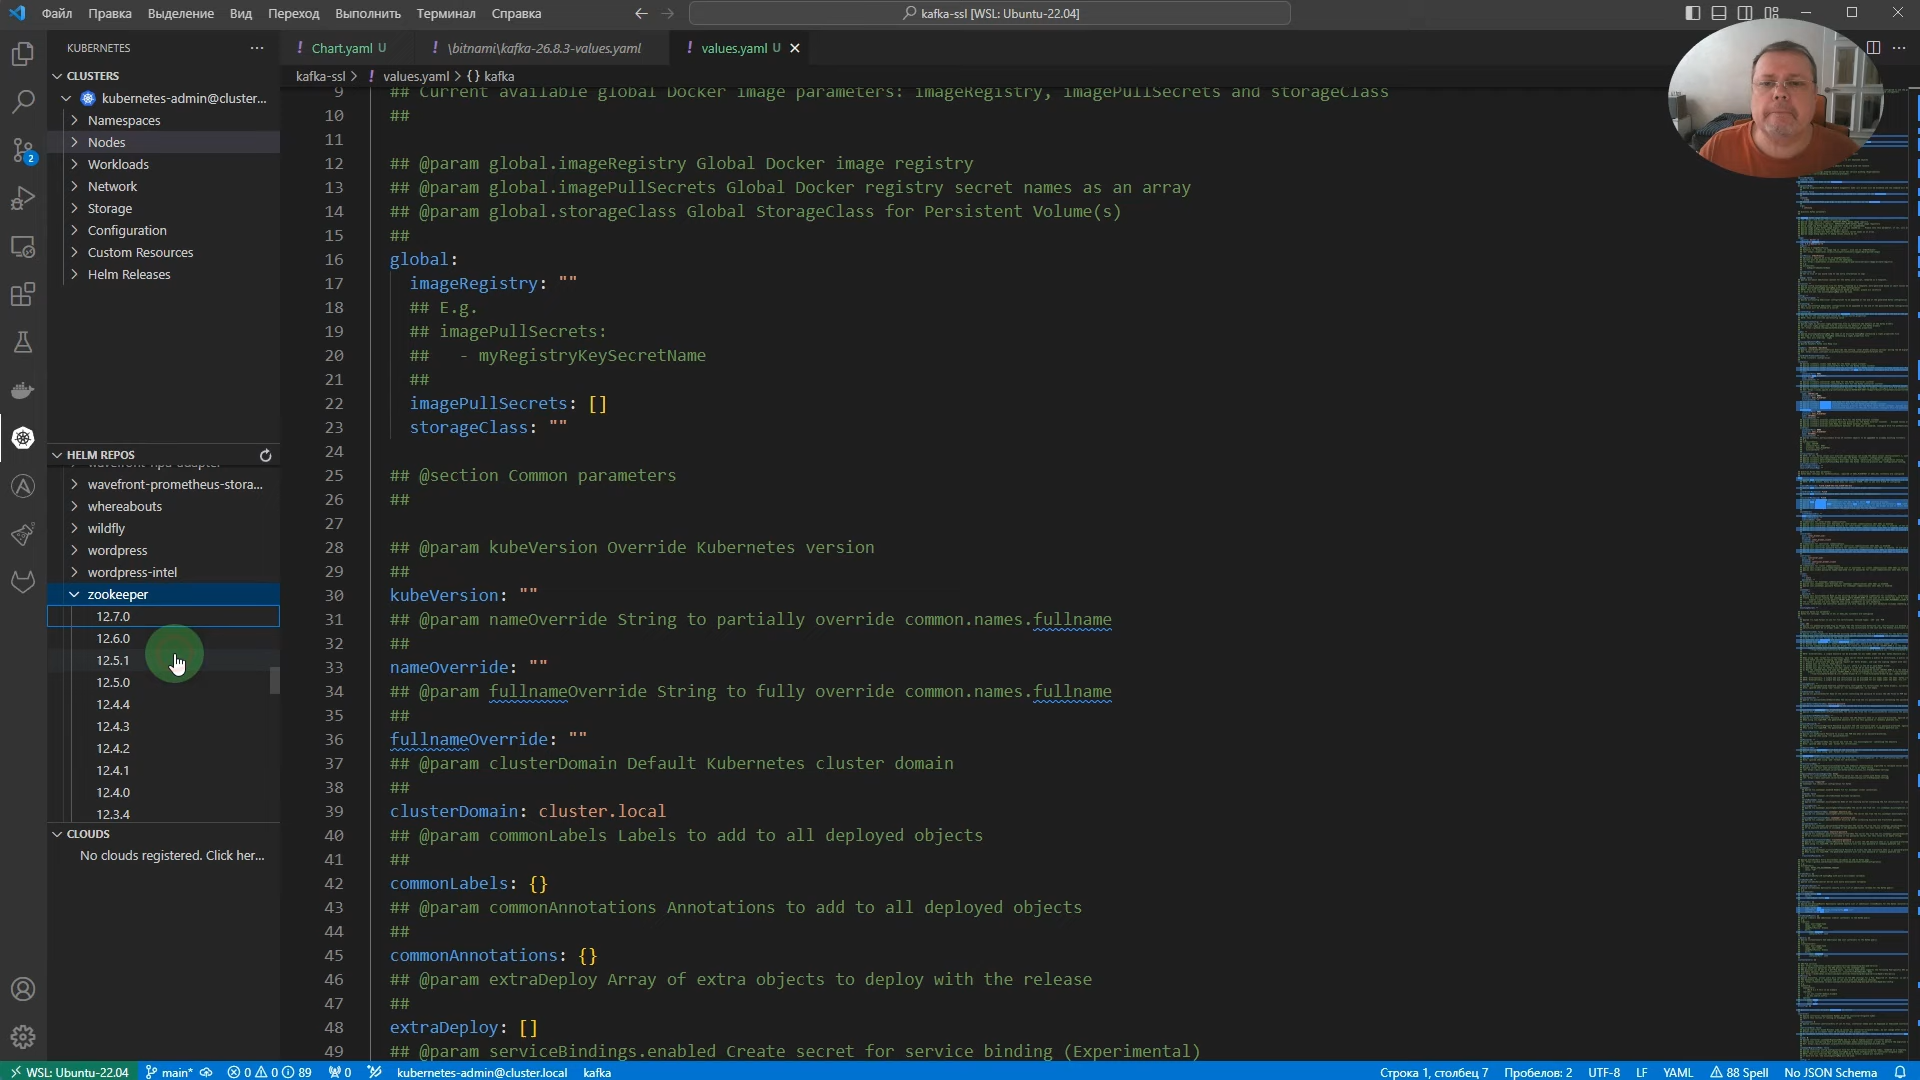 Файл Правка Выделение Вид Переход Выполнить Терминал Справка
kafka-ssl [WSL: Ubuntu-22.04]
KUBERNETES
CLUSTERS
kubernetes-admin@cluster...
Namespaces
Nodes
Workloads
Network
Storage
Configuration
Custom Resources
Helm Releases
HELM REPOS
wavefront-prometheus-stora...
whereabouts
wildfly
wordpress
wordpress-intel
zookeeper
12.7.0
12.6.0
12.5.1
12.5.0
12.4.4
12.4.3
12.4.2
12.4.1
12.4.0
12.3.4
CLOUDS
No clouds registered. Click her...
2
! Chart.yaml U
! \bitnami\kafka-26.8.3-values.yaml
! values.yaml U
kafka-ssl > ! values.yaml > {} kafka
9 ## Current available global Docker image parameters: imageRegistry, imagePullSecrets and storageClass
10 ##
11
12 ## @param global.imageRegistry Global Docker image registry
13 ## @param global.imagePullSecrets Global Docker registry secret names as an array
14 ## @param global.storageClass Global StorageClass for Persistent Volume(s)
15 ##
16 global:
17 imageRegistry: ""
18 ## E.g.
19 ## imagePullSecrets:
20 ## - myRegistryKeySecretName
21 ##
22 imagePullSecrets: []
23 storageClass: ""
24
25 ## @section Common parameters
26 ##
27
28 ## @param kubeVersion Override Kubernetes version
29 ##
30 kubeVersion: ""
31 ## @param nameOverride String to partially override common.names.fullname
32 ##
33 nameOverride: ""
34 ## @param fullnameOverride String to fully override common.names.fullname
35 ##
36 fullnameOverride: ""
37 ## @param clusterDomain Default Kubernetes cluster domain
38 ##
39 clusterDomain: cluster.local
40 ## @param commonLabels Labels to add to all deployed objects
41 ##
42 commonLabels: {}
43 ## @param commonAnnotations Annotations to add to all deployed objects
44 ##
45 commonAnnotations: {}
46 ## @param extraDeploy Array of extra objects to deploy with the release
47 ##
48 extraDeploy: []
49 ## @param serviceBindings.enabled Create secret for service binding (Experimental)
WSL: Ubuntu-22.04 main* 0 0 89 0 kubernetes-admin@cluster.local kafka Строка 1, столбец 7 Пробелов: 2 UTF-8 LF YAML 88 Spell No JSON Schema